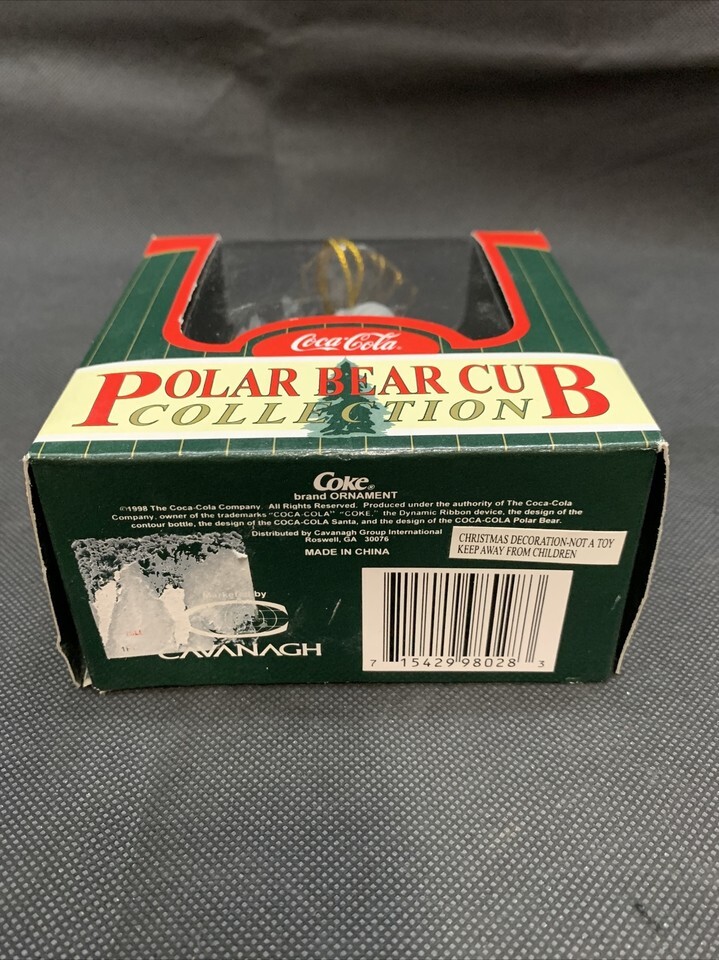 Coca-Cola
POLAR BEAR CUB
COLLECTION
Coke®
brand ORNAMENT
©1998 The Coca-Cola Company. All Rights Reserved. Produced under the authority of The Coca-Cola
Company, owner of the trademarks "COCA-COLA" "COKE," the Dynamic Ribbon device, the design of the
contour bottle, the design of the COCA-COLA Santa, and the design of the COCA-COLA Polar Bear.
Distributed by Cavanagh Group International
Roswell, GA 30076
MADE IN CHINA
CHRISTMAS DECORATION-NOT A TOY
KEEP AWAY FROM CHILDREN
Marketed by
CAVANAGH
7 15429 98028 3